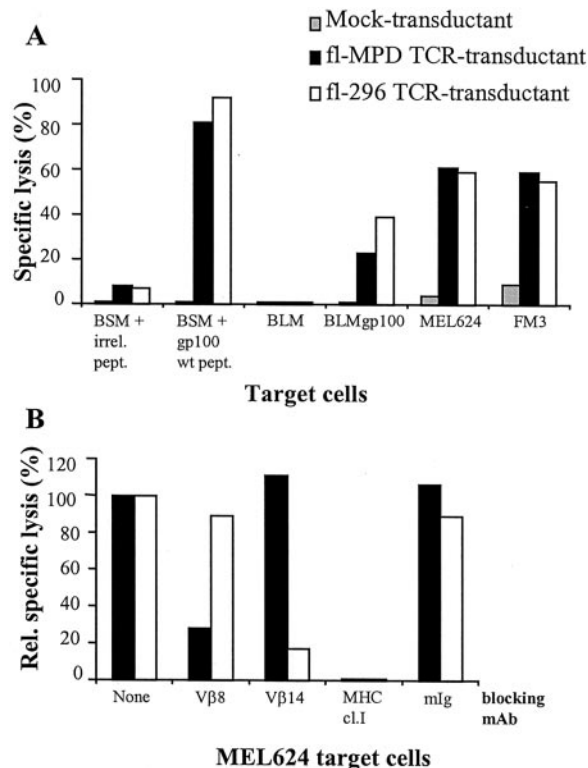 A
Mock-transductant
fl-MPD TCR-transductant
fl-296 TCR-transductant
Specific lysis (%)
100
80
60
40
20
0
BSM + irrel. pept.
BSM + gp100 wt pept.
BLM
BLMgp100
MEL624
FM3
Target cells
B
Rel. specific lysis (%)
120
100
80
60
40
20
0
None
Vβ8
Vβ14
MHC cl.I
mIg
blocking mAb
MEL624 target cells